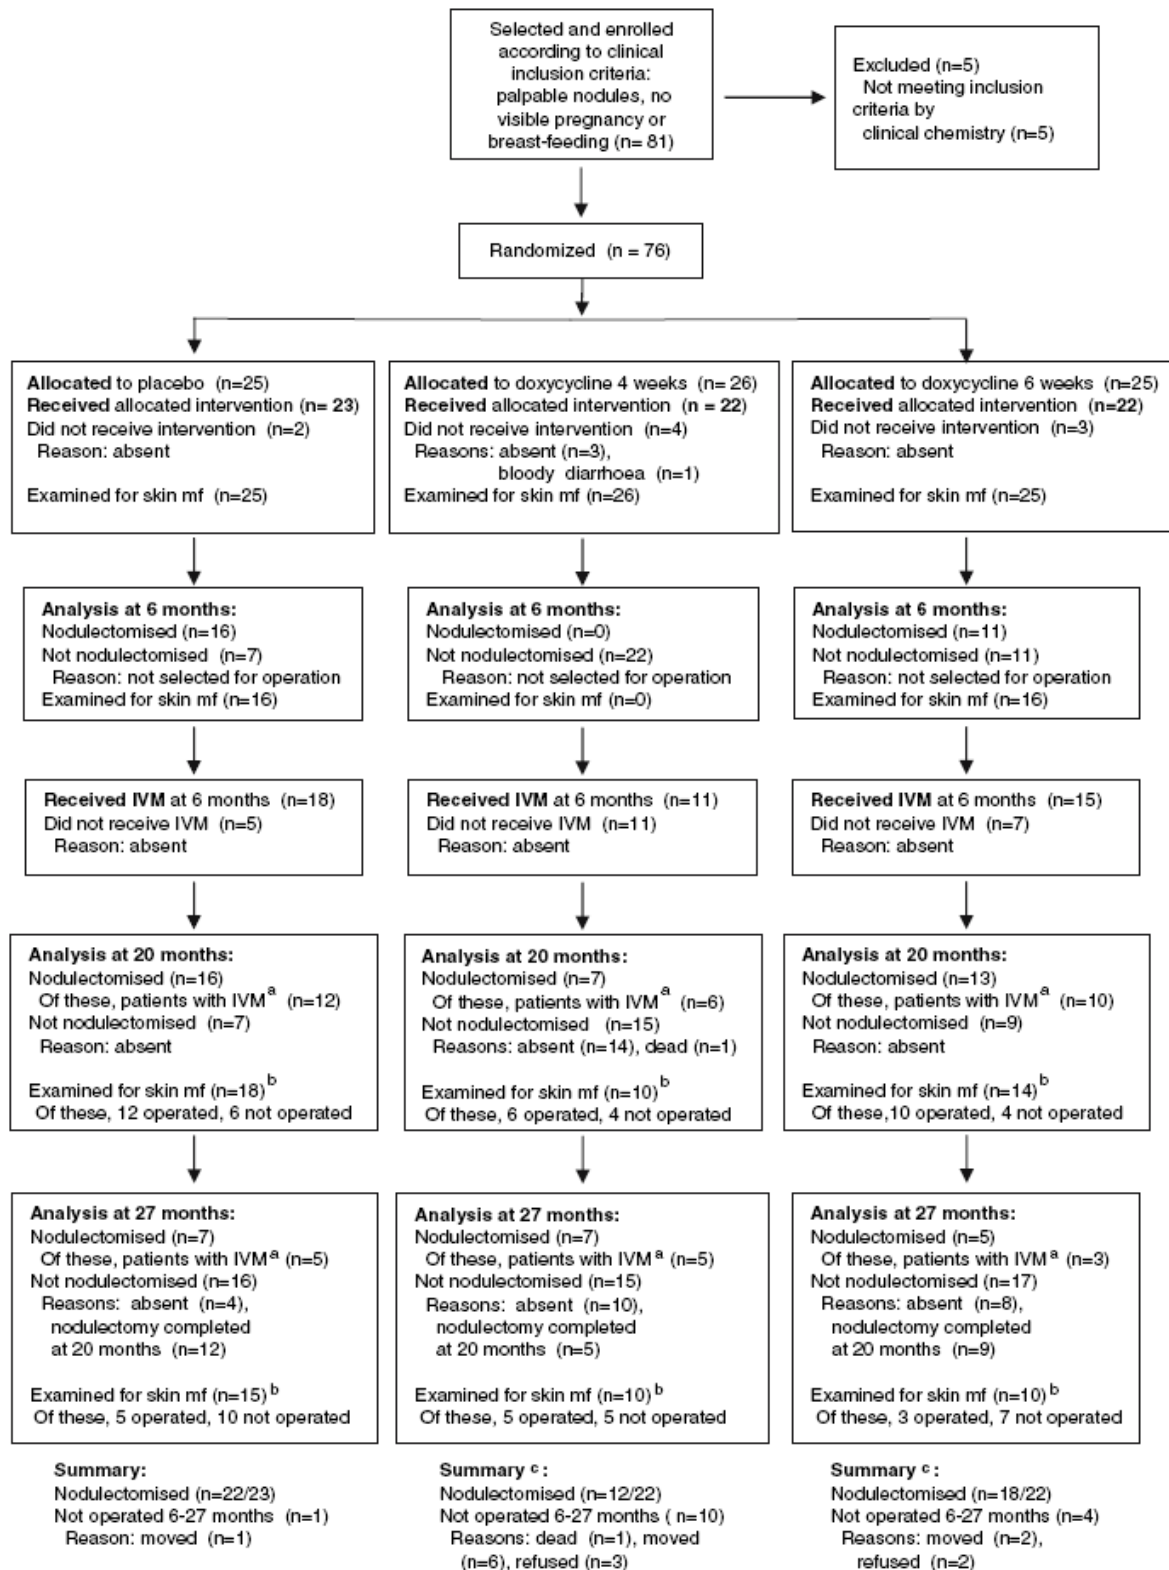 Selected and enrolled
according to clinical
inclusion criteria:
palpable nodules, no
visible pregnancy or
breast-feeding (n= 81)
Excluded (n=5)
Not meeting inclusion
criteria by
clinical chemistry (n=5)
Randomized (n = 76)
Allocated to placebo (n=25)
Received allocated intervention (n= 23)
Did not receive intervention (n=2)
Reason: absent
Examined for skin mf (n=25)
Allocated to doxycycline 4 weeks (n= 26)
Received allocated intervention (n = 22)
Did not receive intervention (n=4)
Reasons: absent (n=3),
bloody diarrhoea (n=1)
Examined for skin mf (n=26)
Allocated to doxycycline 6 weeks (n=25)
Received allocated intervention (n=22)
Did not receive intervention (n=3)
Reason: absent
Examined for skin mf (n=25)
Analysis at 6 months:
Nodulectomised (n=16)
Not nodulectomised (n=7)
Reason: not selected for operation
Examined for skin mf (n=16)
Analysis at 6 months:
Nodulectomised (n=0)
Not nodulectomised (n=22)
Reason: not selected for operation
Examined for skin mf (n=0)
Analysis at 6 months:
Nodulectomised (n=11)
Not nodulectomised (n=11)
Reason: not selected for operation
Examined for skin mf (n=16)
Received IVM at 6 months (n=18)
Did not receive IVM (n=5)
Reason: absent
Received IVM at 6 months (n=11)
Did not receive IVM (n=11)
Reason: absent
Received IVM at 6 months (n=15)
Did not receive IVM (n=7)
Reason: absent
Analysis at 20 months:
Nodulectomised (n=16)
Of these, patients with IVM a (n=12)
Not nodulectomised (n=7)
Reason: absent
Examined for skin mf (n=18) b
Of these, 12 operated, 6 not operated
Analysis at 20 months:
Nodulectomised (n=7)
Of these, patients with IVM a (n=6)
Not nodulectomised (n=15)
Reasons: absent (n=14), dead (n=1)
Examined for skin mf (n=10) b
Of these, 6 operated, 4 not operated
Analysis at 20 months:
Nodulectomised (n=13)
Of these, patients with IVM a (n=10)
Not nodulectomised (n=9)
Reason: absent
Examined for skin mf (n=14) b
Of these,10 operated, 4 not operated
Analysis at 27 months:
Nodulectomised (n=7)
Of these, patients with IVM a (n=5)
Not nodulectomised (n=16)
Reasons: absent (n=4),
nodulectomy completed
at 20 months (n=12)
Examined for skin mf (n=15) b
Of these, 5 operated, 10 not operated
Analysis at 27 months:
Nodulectomised (n=7)
Of these, patients with IVM a (n=5)
Not nodulectomised (n=15)
Reasons: absent (n=10),
nodulectomy completed
at 20 months (n=5)
Examined for skin mf (n=10) b
Of these, 5 operated, 5 not operated
Analysis at 27 months:
Nodulectomised (n=5)
Of these, patients with IVM a (n=3)
Not nodulectomised (n=17)
Reasons: absent (n=8),
nodulectomy completed
at 20 months (n=9)
Examined for skin mf (n=10) b
Of these, 3 operated, 7 not operated
Summary:
Nodulectomised (n=22/23)
Not operated 6-27 months (n=1)
Reason: moved (n=1)
Summary c :
Nodulectomised (n=12/22)
Not operated 6-27 months ( n=10)
Reasons: dead (n=1), moved
(n=6), refused (n=3)
Summary c :
Nodulectomised (n=18/22)
Not operated 6-27 months (n=4)
Reasons: moved (n=2),
refused (n=2)